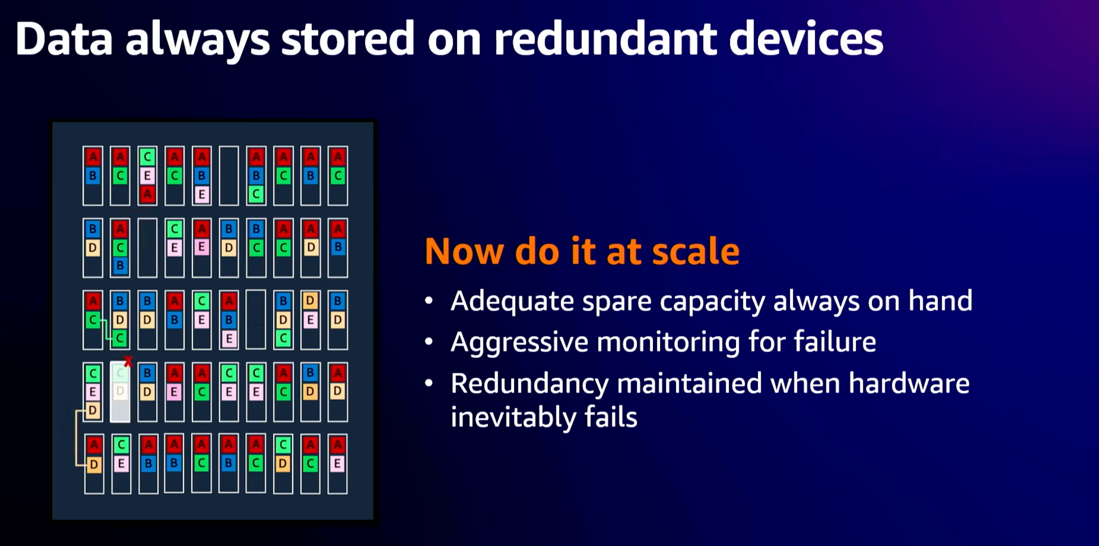 Data always stored on redundant devices
A A C A A A A A A
B C E C B B C B C
A E C
B A C A B B A A A
D C E E D C C D B
B
A B B A C A B D B
C D D B E B D E D
C E C
C C B A C C A B A
E D D E C E E C D D
D
A C A A A A A C A A
D E B B C B C D C E
Now do it at scale
• Adequate spare capacity always on hand
• Aggressive monitoring for failure
• Redundancy maintained when hardware
inevitably fails